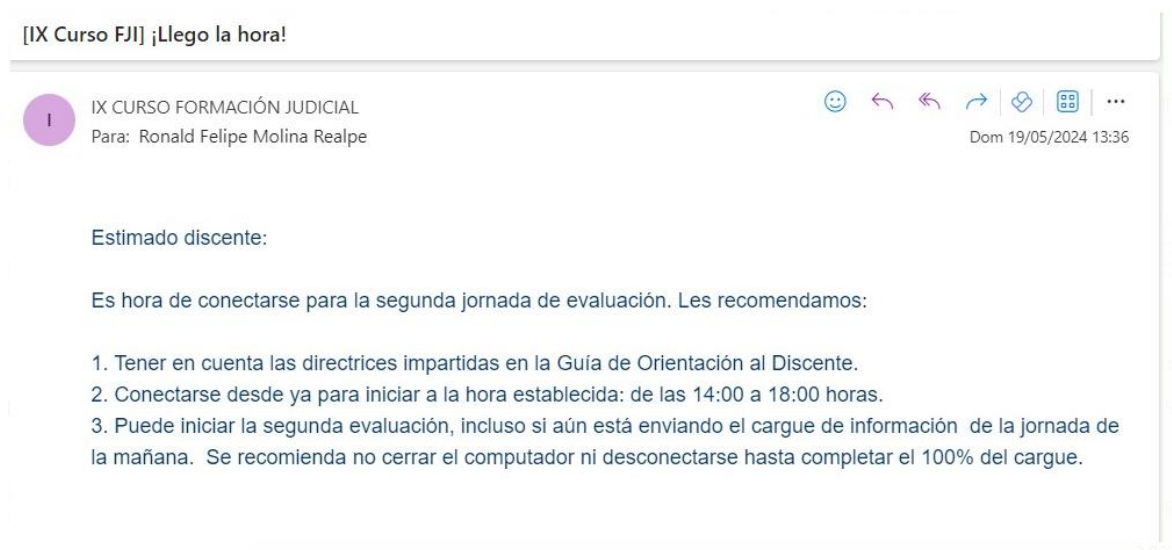 [IX Curso FJI] ¡Llego la hora!
I
IX CURSO FORMACIÓN JUDICIAL
Para: Ronald Felipe Molina Realpe
Dom 19/05/2024 13:36
Estimado discente:
Es hora de conectarse para la segunda jornada de evaluación. Les recomendamos:
1. Tener en cuenta las directrices impartidas en la Guía de Orientación al Discente.
2. Conectarse desde ya para iniciar a la hora establecida: de las 14:00 a 18:00 horas.
3. Puede iniciar la segunda evaluación, incluso si aún está enviando el cargue de información  de la jornada de
la mañana.  Se recomienda no cerrar el computador ni desconectarse hasta completar el 100% del cargue.